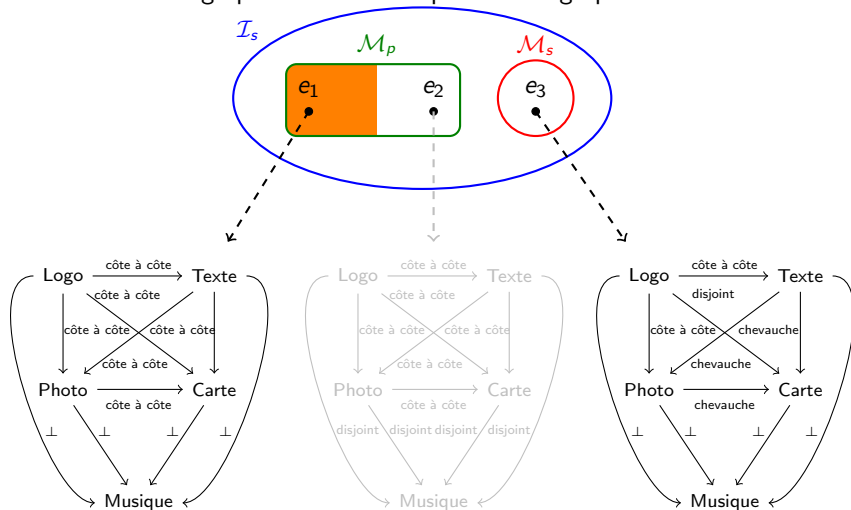 𝓘ₛ
𝓜ₚ 𝓜ₛ
e₁ e₂ e₃
Logo côte à côte Texte Logo côte à côte Texte Logo côte à côte Texte
côte à côte côte à côte disjoint
côte à côte côte à côte côte à côte côte à côte côte à côte chevauche
côte à côte côte à côte chevauche
Photo Carte Photo Carte Photo Carte
côte à côte côte à côte chevauche
⊥ ⊥ ⊥ ⊥ disjoint disjoint disjoint disjoint ⊥ ⊥ ⊥ ⊥
Musique Musique Musique